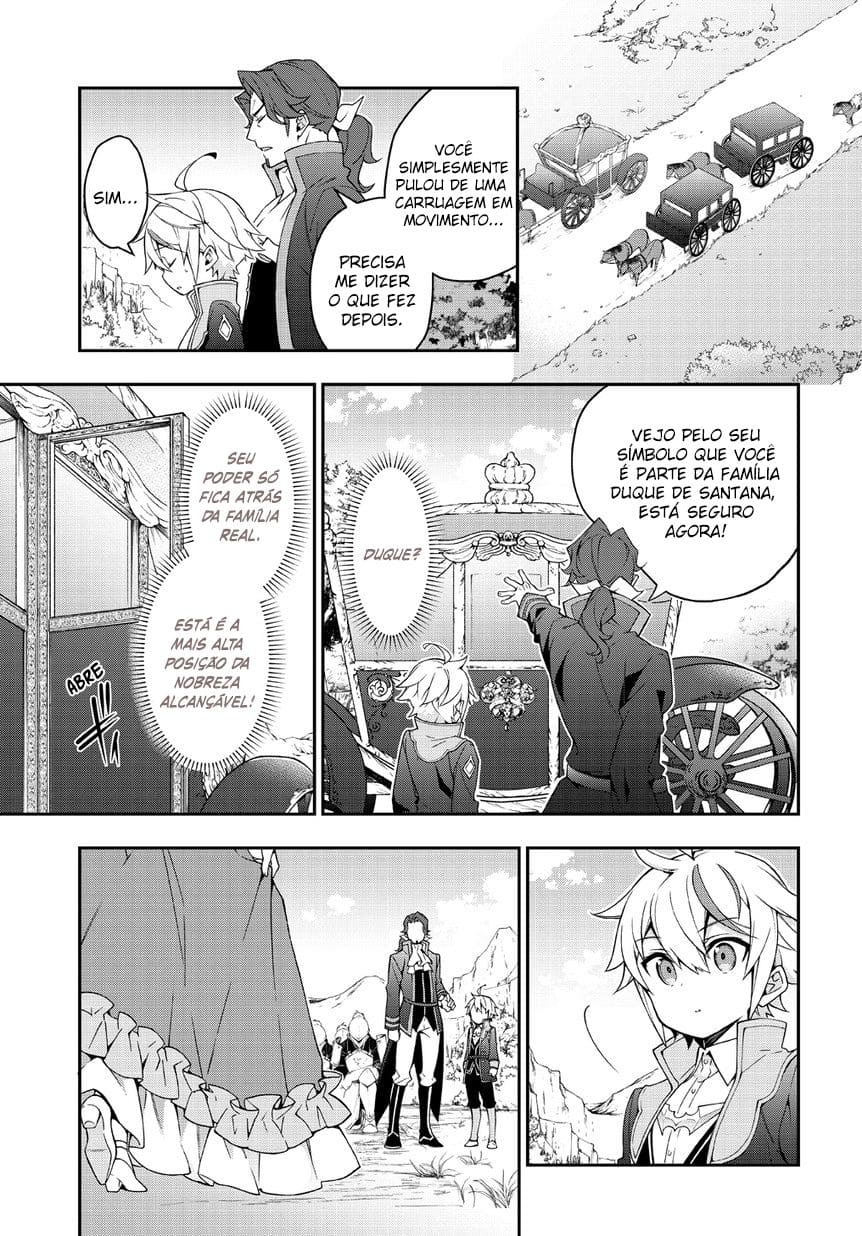 VOCÊ
SIMPLESMENTE
PULOU DE UMA
CARRUAGEM EM
MOVIMENTO...
PRECISA
ME DIZER
O QUE FEZ
DEPOIS.
SIM...
VEJO PELO SEU
SÍMBOLO QUE VOCÊ
É PARTE DA FAMÍLIA
DUQUE DE SANTANA,
ESTÁ SEGURO
AGORA!
DUQUE?
SEU
PODER SÓ
FICA ATRÁS
DA FAMÍLIA
REAL.
ESTÁ É A
MAIS ALTA
POSIÇÃO DA
NOBREZA
ALCANÇÁVEL!
ABRE